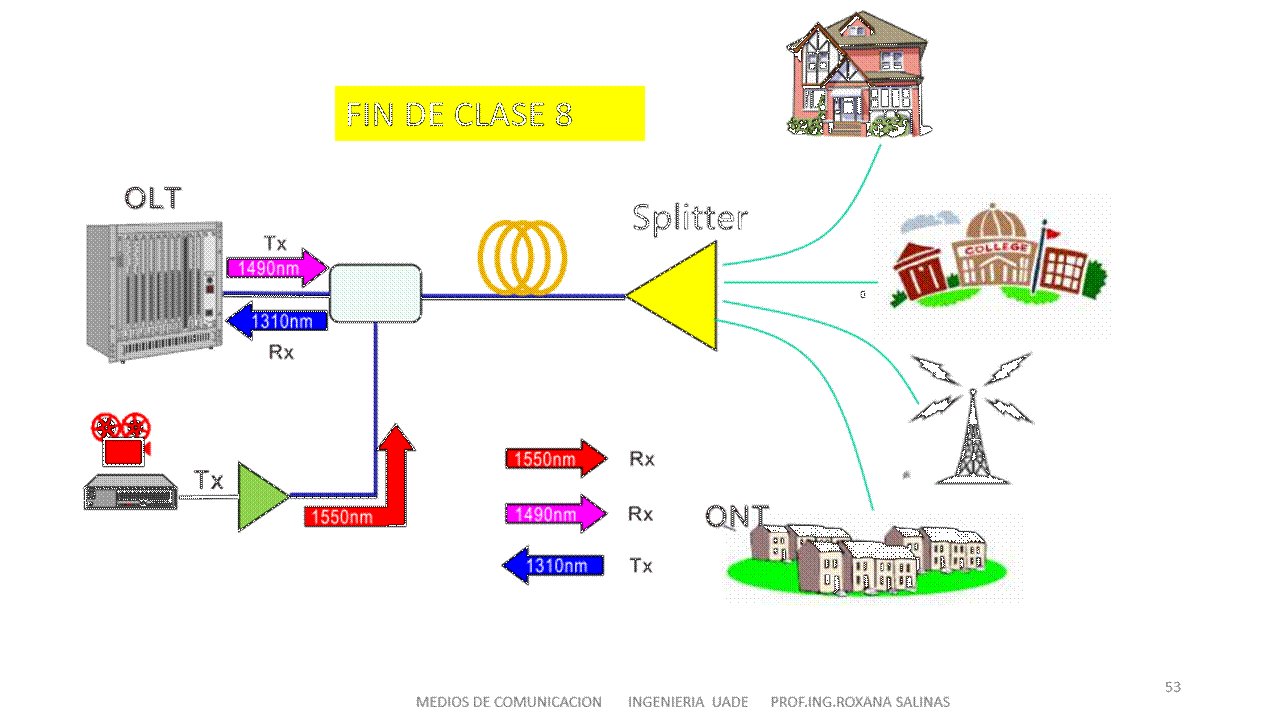 FIN DE CLASE 8
OLT
Splitter
Tx
1490nm
1310nm
Rx
COLLEGE
Tx
1550nm
1550nm Rx
1490nm Rx
1310nm Tx
ONT
MEDIOS DE COMUNICACION INGENIERIA UADE PROF.ING.ROXANA SALINAS
53